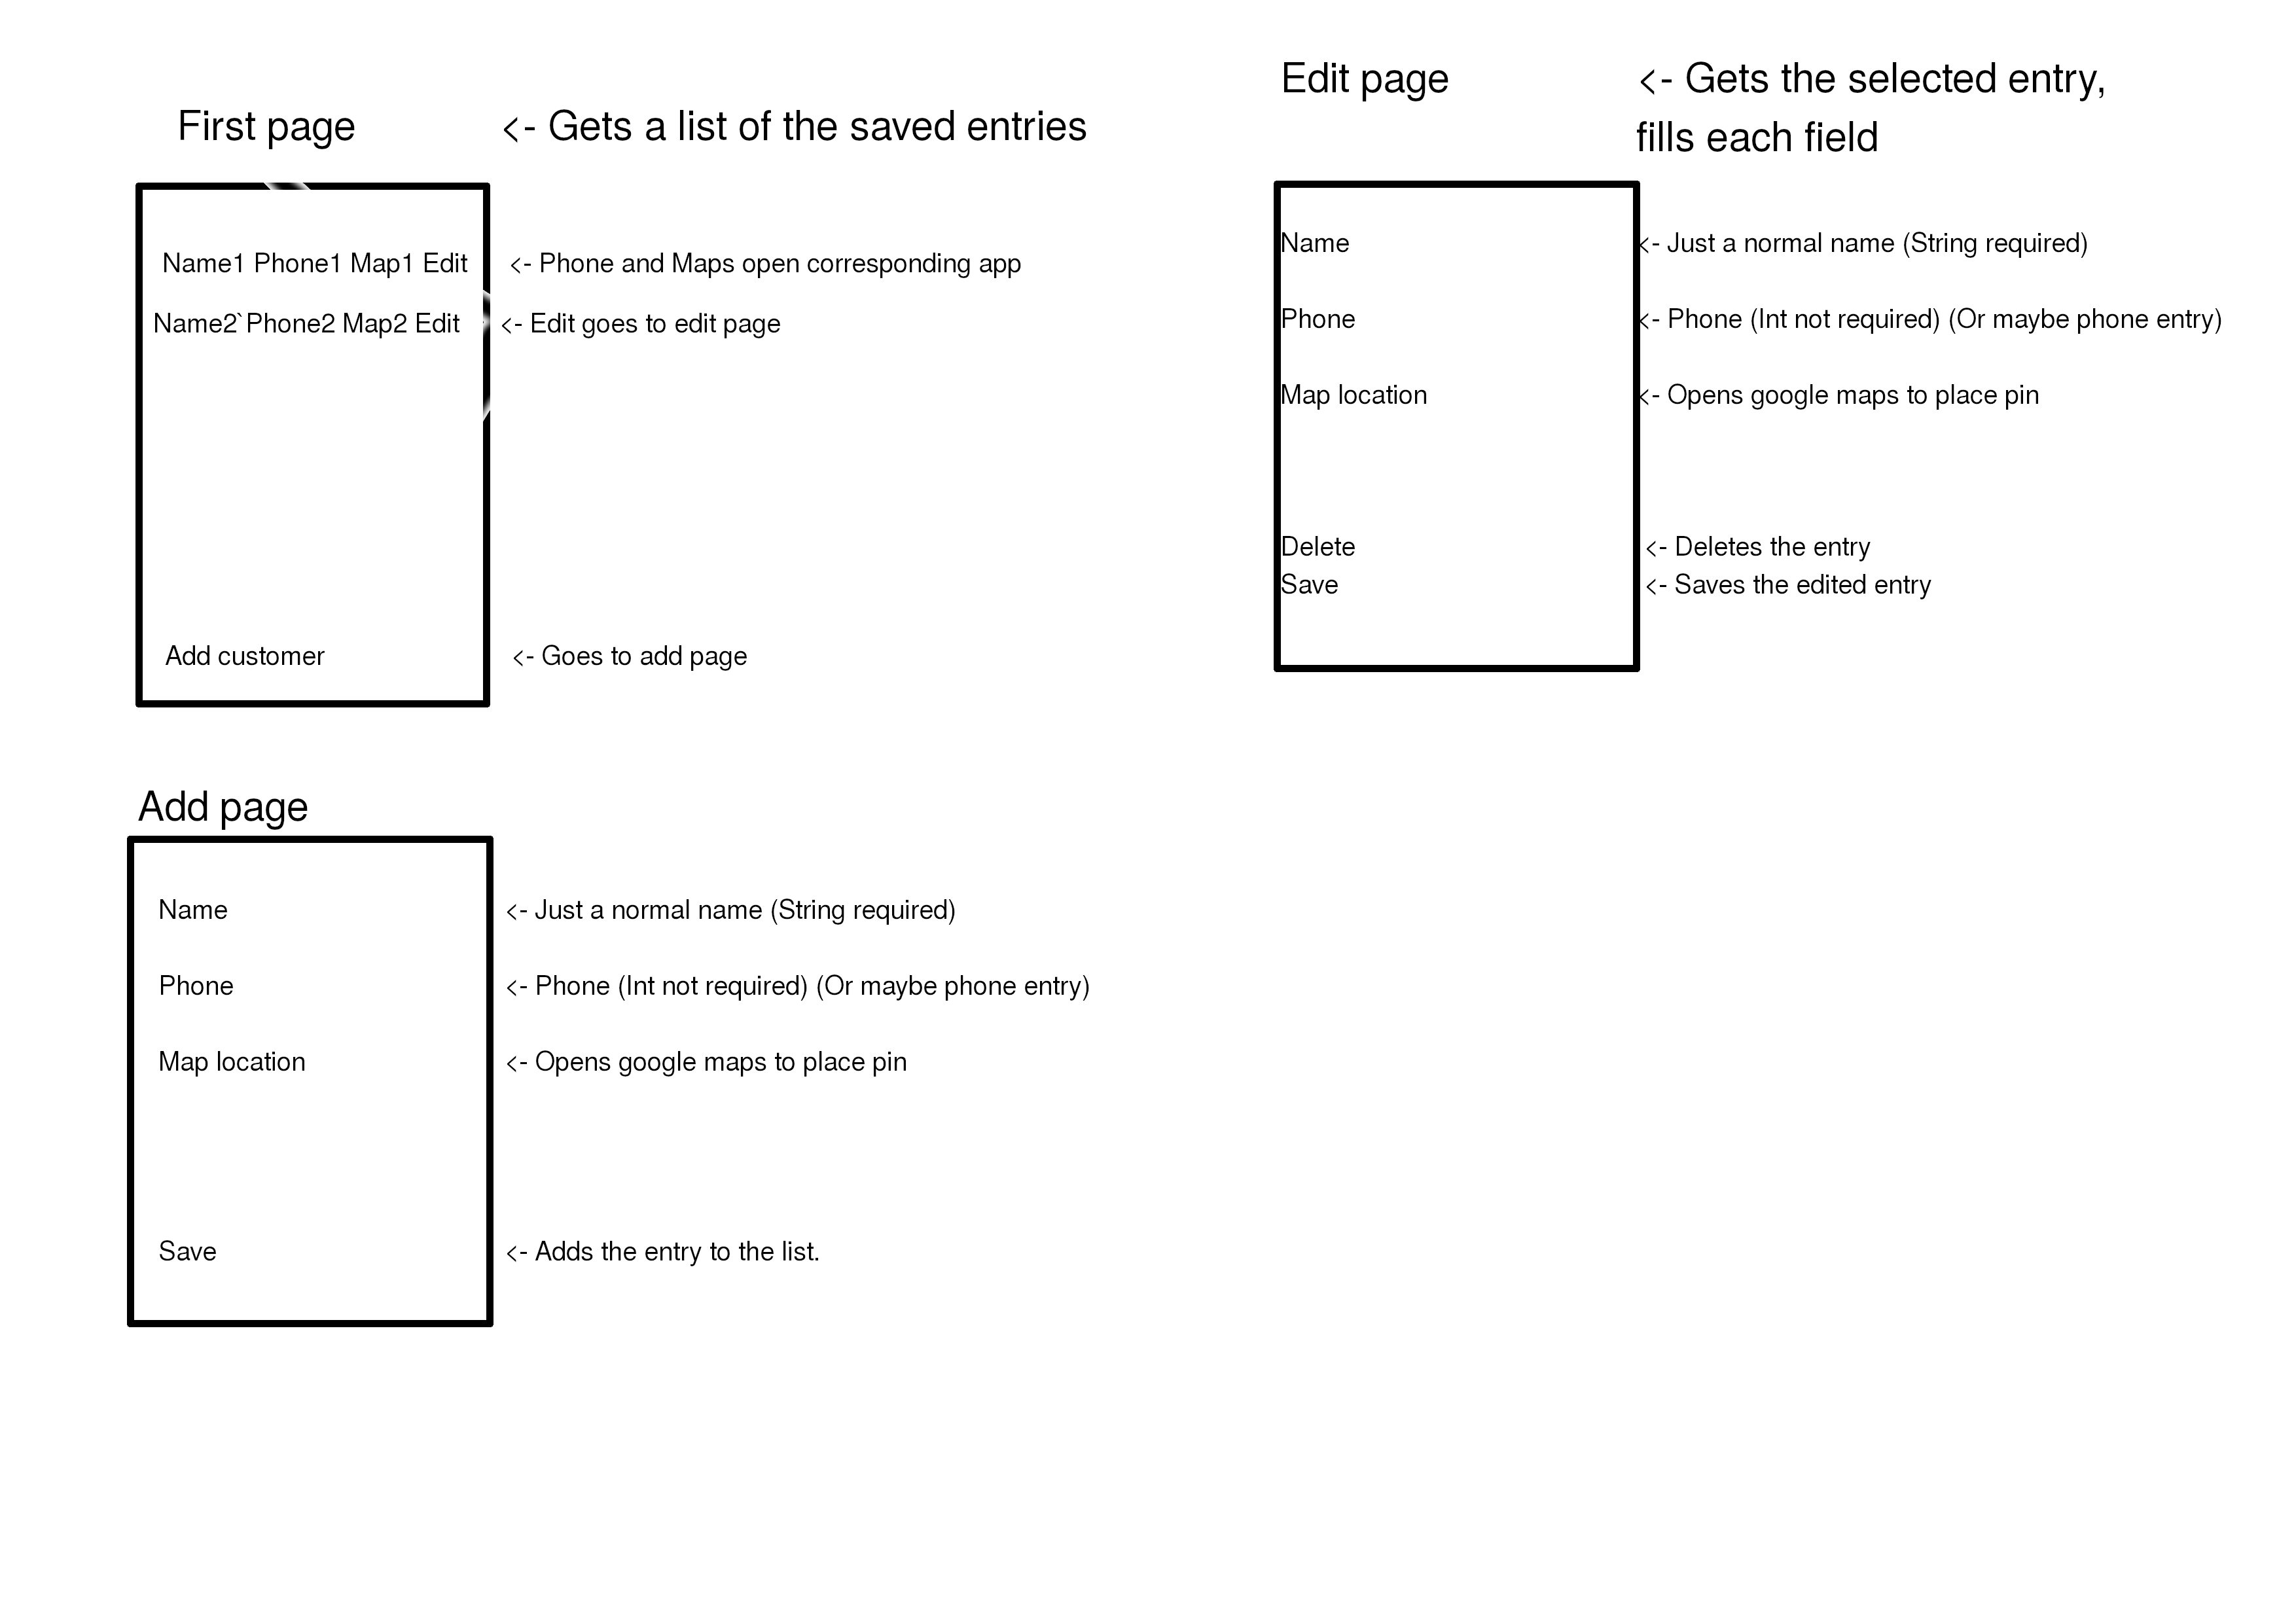 First page <- Gets a list of the saved entries
Name1 Phone1 Map1 Edit <- Phone and Maps open corresponding app
Name2`Phone2 Map2 Edit <- Edit goes to edit page
Add customer <- Goes to add page
Add page
Name <- Just a normal name (String required)
Phone <- Phone (Int not required) (Or maybe phone entry)
Map location <- Opens google maps to place pin
Save <- Adds the entry to the list.
Edit page <- Gets the selected entry,
fills each field
Name <- Just a normal name (String required)
Phone <- Phone (Int not required) (Or maybe phone entry)
Map location <- Opens google maps to place pin
Delete <- Deletes the entry
Save <- Saves the edited entry